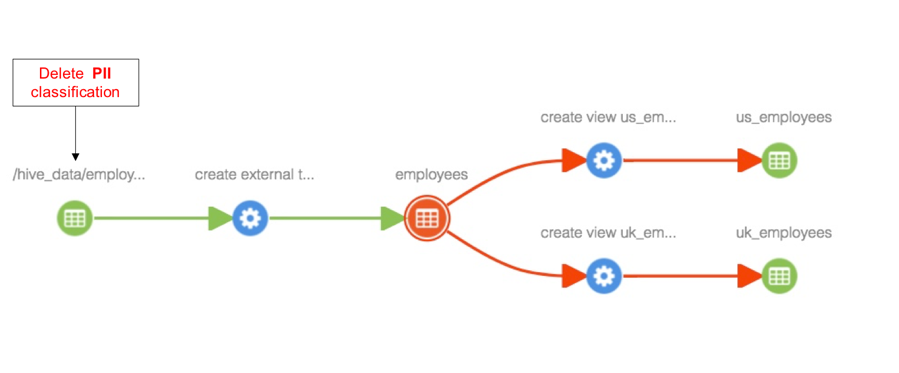 Delete PII
classification
/hive_data/employ...
create external t...
employees
create view us_em...
us_employees
create view uk_em...
uk_employees